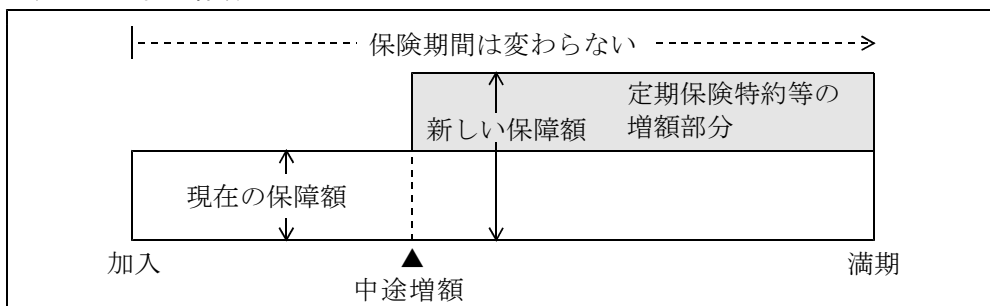 保険期間は変わらない
定期保険特約等の
増額部分
新しい保障額
現在の保障額
加入
▲
満期
中途増額